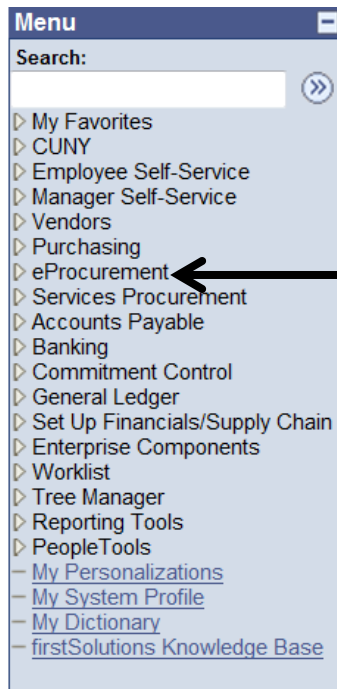 Menu
Search:
My Favorites
CUNY
Employee Self-Service
Manager Self-Service
Vendors
Purchasing
eProcurement
Services Procurement
Accounts Payable
Banking
Commitment Control
General Ledger
Set Up Financials/Supply Chain
Enterprise Components
Worklist
Tree Manager
Reporting Tools
PeopleTools
My Personalizations
My System Profile
My Dictionary
firstSolutions Knowledge Base